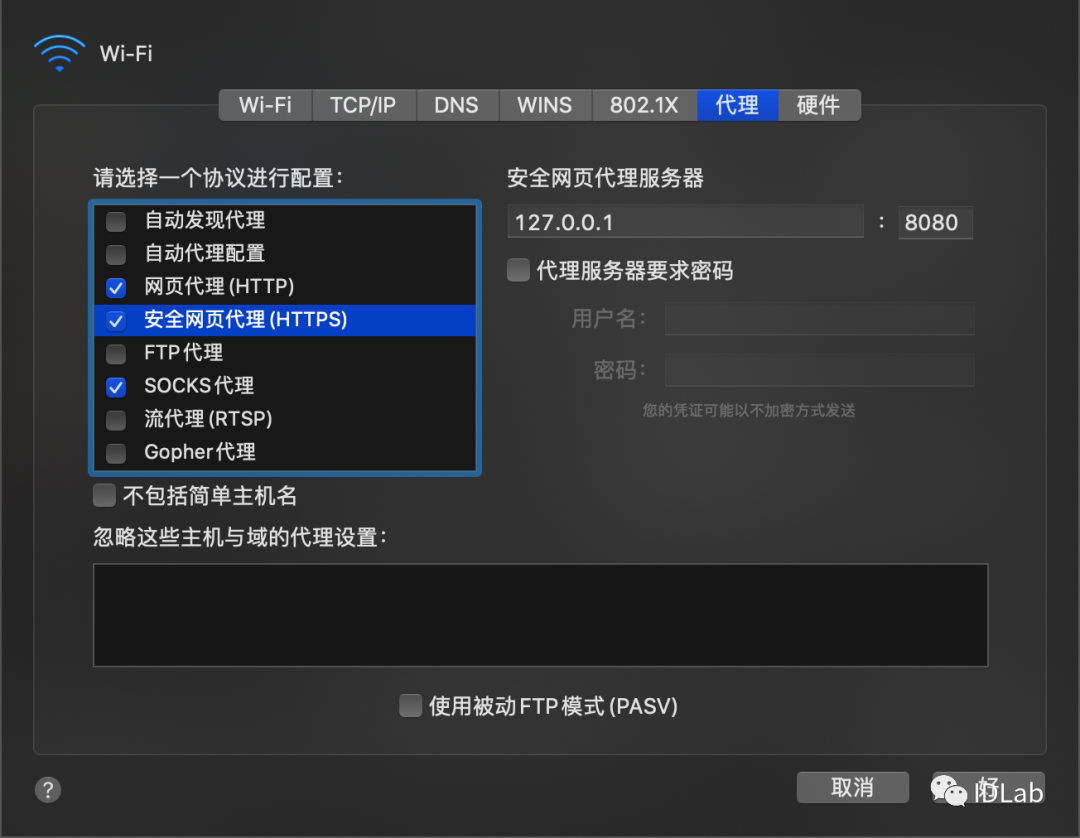 Wi-Fi
Wi-Fi TCP/IP DNS WINS 802.1X 代理 硬件
请选择一个协议进行配置：
自动发现代理
自动代理配置
网页代理(HTTP)
安全网页代理(HTTPS)
FTP代理
SOCKS代理
流代理(RTSP)
Gopher代理
安全网页代理服务器
127.0.0.1 : 8080
代理服务器要求密码
用户名：
密码：
您的凭证可能以不加密方式发送
不包括简单主机名
忽略这些主机与域的代理设置：
使用被动FTP模式(PASV)
?
取消
好
IDLab